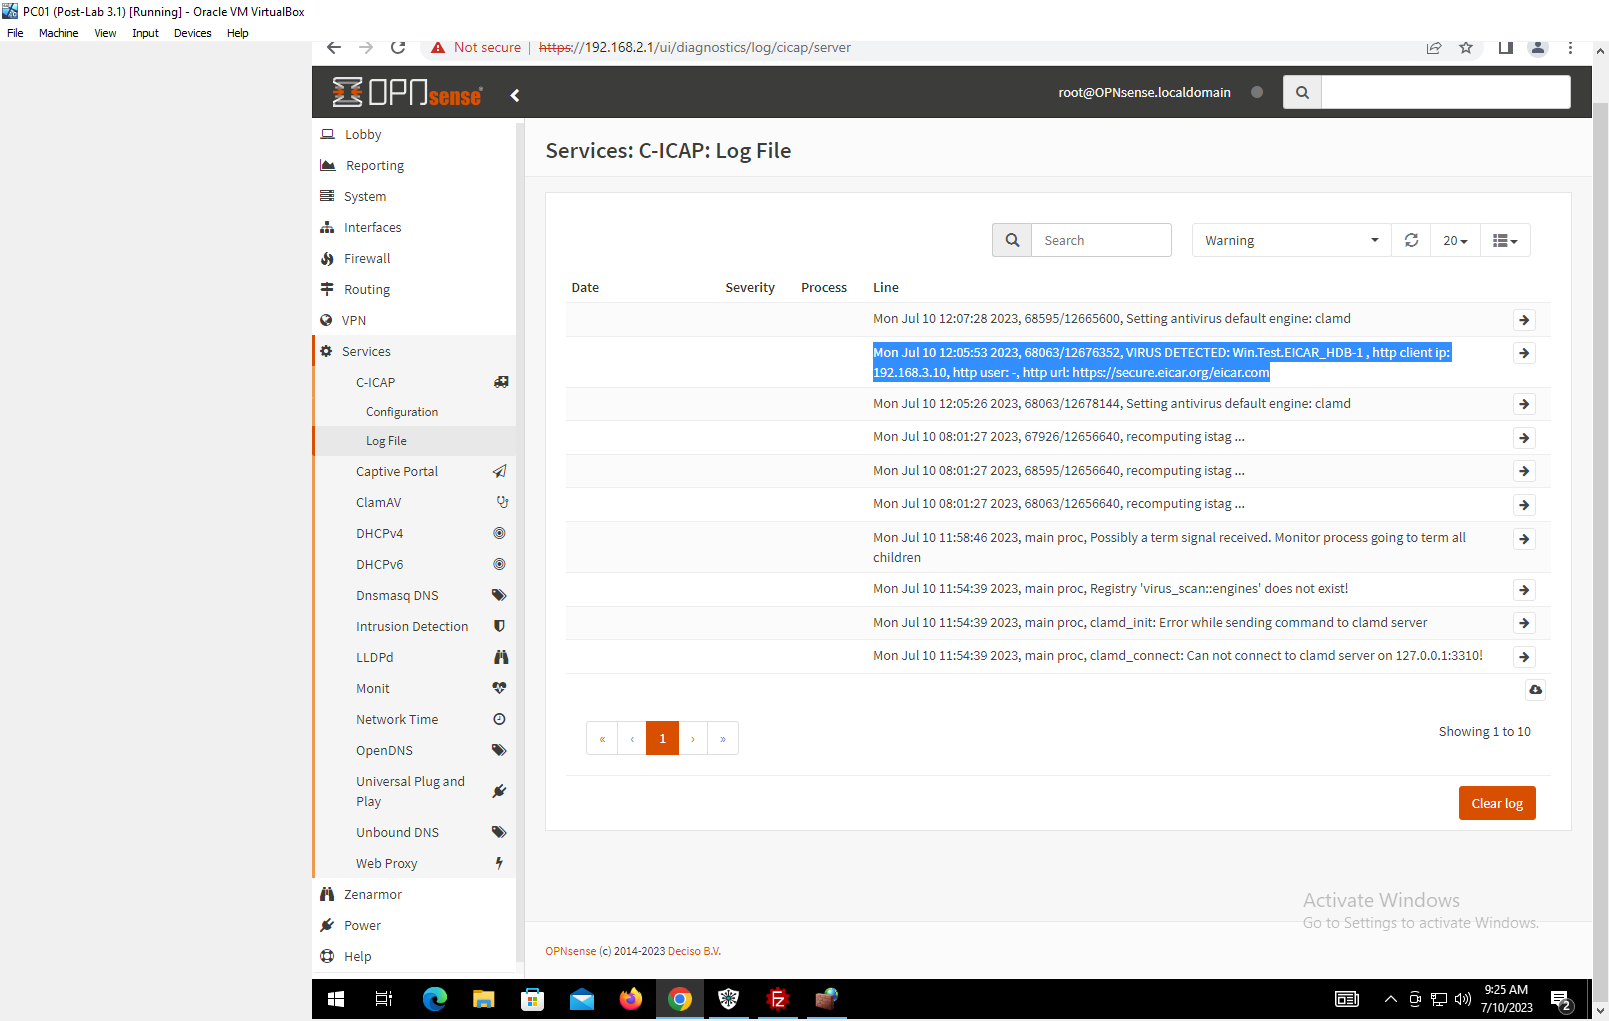 PC01 (Post-Lab 3.1) [Running] - Oracle VM VirtualBox
File Machine View Input Devices Help
Not secure | https://192.168.2.1/ui/diagnostics/log/cicap/server
OPNsense
root@OPNsense.localdomain
Lobby
Reporting
System
Interfaces
Firewall
Routing
VPN
Services
C-ICAP
Configuration
Log File
Captive Portal
ClamAV
DHCPv4
DHCPv6
Dnsmasq DNS
Intrusion Detection
LLDPd
Monit
Network Time
OpenDNS
Universal Plug and
Play
Unbound DNS
Web Proxy
Zenarmor
Power
Help
Services: C-ICAP: Log File
Search
Warning
20
Date Severity Process Line
Mon Jul 10 12:07:28 2023, 68595/12665600, Setting antivirus default engine: clamd
Mon Jul 10 12:05:53 2023, 68063/12676352, VIRUS DETECTED: Win.Test.EICAR_HDB-1 , http client ip:
192.168.3.10, http user: -, http url: https://secure.eicar.org/eicar.com
Mon Jul 10 12:05:26 2023, 68063/12678144, Setting antivirus default engine: clamd
Mon Jul 10 08:01:27 2023, 67926/12656640, recomputing istag ...
Mon Jul 10 08:01:27 2023, 68595/12656640, recomputing istag ...
Mon Jul 10 08:01:27 2023, 68063/12656640, recomputing istag ...
Mon Jul 10 11:58:46 2023, main proc, Possibly a term signal received. Monitor process going to term all
children
Mon Jul 10 11:54:39 2023, main proc, Registry 'virus_scan::engines' does not exist!
Mon Jul 10 11:54:39 2023, main proc, clamd_init: Error while sending command to clamd server
Mon Jul 10 11:54:39 2023, main proc, clamd_connect: Can not connect to clamd server on 127.0.0.1:3310!
« ‹ 1 › »
Showing 1 to 10
Clear log
Activate Windows
Go to Settings to activate Windows.
OPNsense (c) 2014-2023 Deciso B.V.
9:25 AM
7/10/2023
2